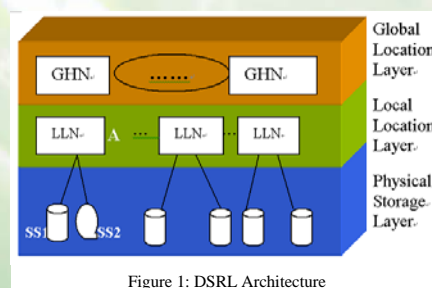 GHN
......
GHN
Global
Location
Layer
LLN
A
...
LLN
...
LLN
Local
Location
Layer
Physical
Storage
Layer
SS1
SS2
Figure 1: DSRL Architecture